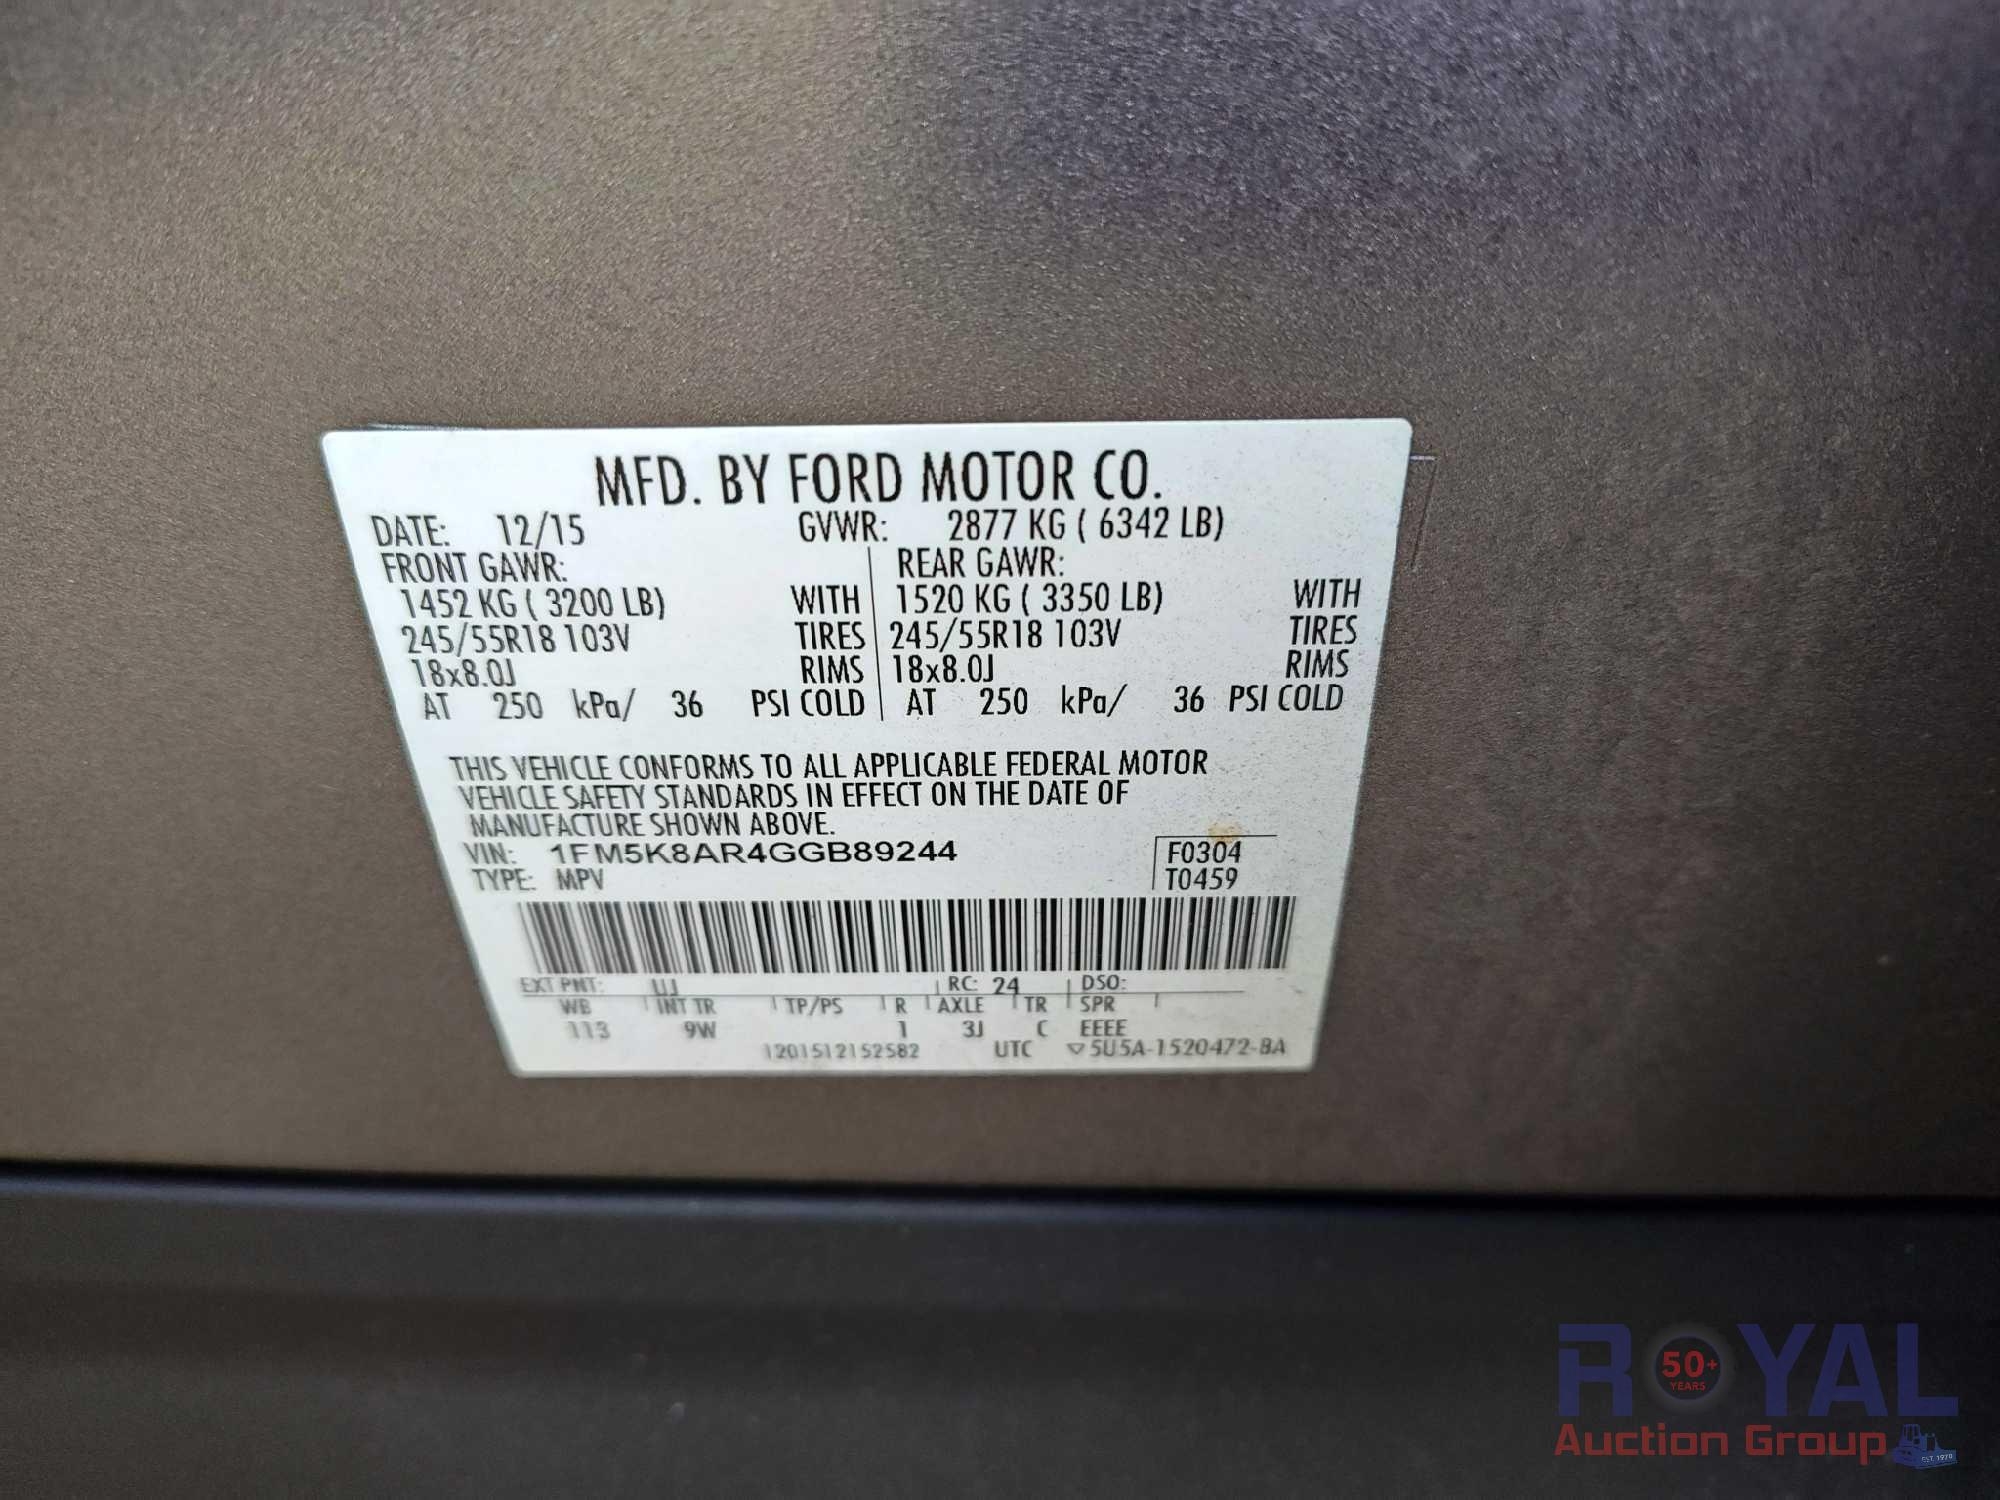 MFD. BY FORD MOTOR CO.
DATE: 12/15 GVWR: 2877 KG ( 6342 LB)
FRONT GAWR: REAR GAWR:
1452 KG ( 3200 LB) WITH 1520 KG ( 3350 LB) WITH
245/55R18 103V TIRES 245/55R18 103V TIRES
18x8.0J RIMS 18x8.0J RIMS
AT 250 kPa/ 36 PSI COLD AT 250 kPa/ 36 PSI COLD
THIS VEHICLE CONFORMS TO ALL APPLICABLE FEDERAL MOTOR
VEHICLE SAFETY STANDARDS IN EFFECT ON THE DATE OF
MANUFACTURE SHOWN ABOVE.
VIN: 1FM5K8AR4GGB89244 F0304
TYPE: MPV T0459
EXT PNT: UJ RC: 24 DSO:
WB INT TR TP/PS R AXLE TR SPR
113 9W 1 3J C EEEE
1201512152582 UTC ▽5U5A-1520472-BA
ROYAL
50+
YEARS
Auction Group
EST. 1970